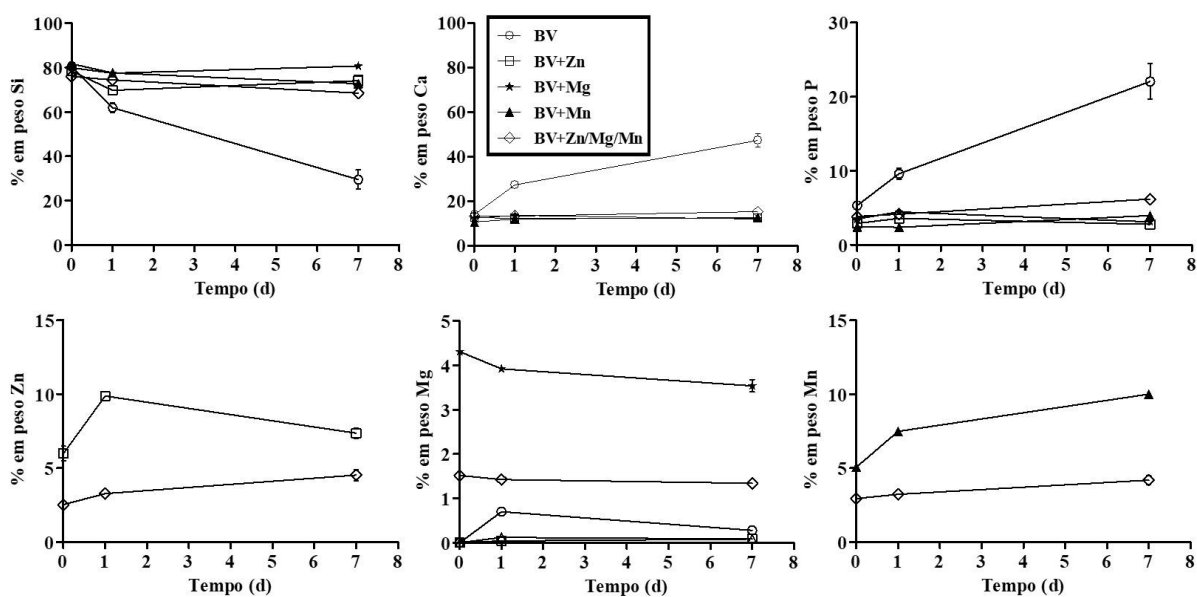 % em peso Si
100
80
60
40
20
0
0 1 2 3 4 5 6 7 8
Tempo (d)
% em peso Ca
100
80
60
40
20
0
0 1 2 3 4 5 6 7 8
Tempo (d)
BV
BV+Zn
BV+Mg
BV+Mn
BV+Zn/Mg/Mn
% em peso P
30
20
10
0
0 1 2 3 4 5 6 7 8
Tempo (d)
% em peso Zn
15
10
5
0
0 1 2 3 4 5 6 7 8
Tempo (d)
% em peso Mg
5
4
3
2
1
0
0 1 2 3 4 5 6 7 8
Tempo (d)
% em peso Mn
15
10
5
0
0 1 2 3 4 5 6 7 8
Tempo (d)